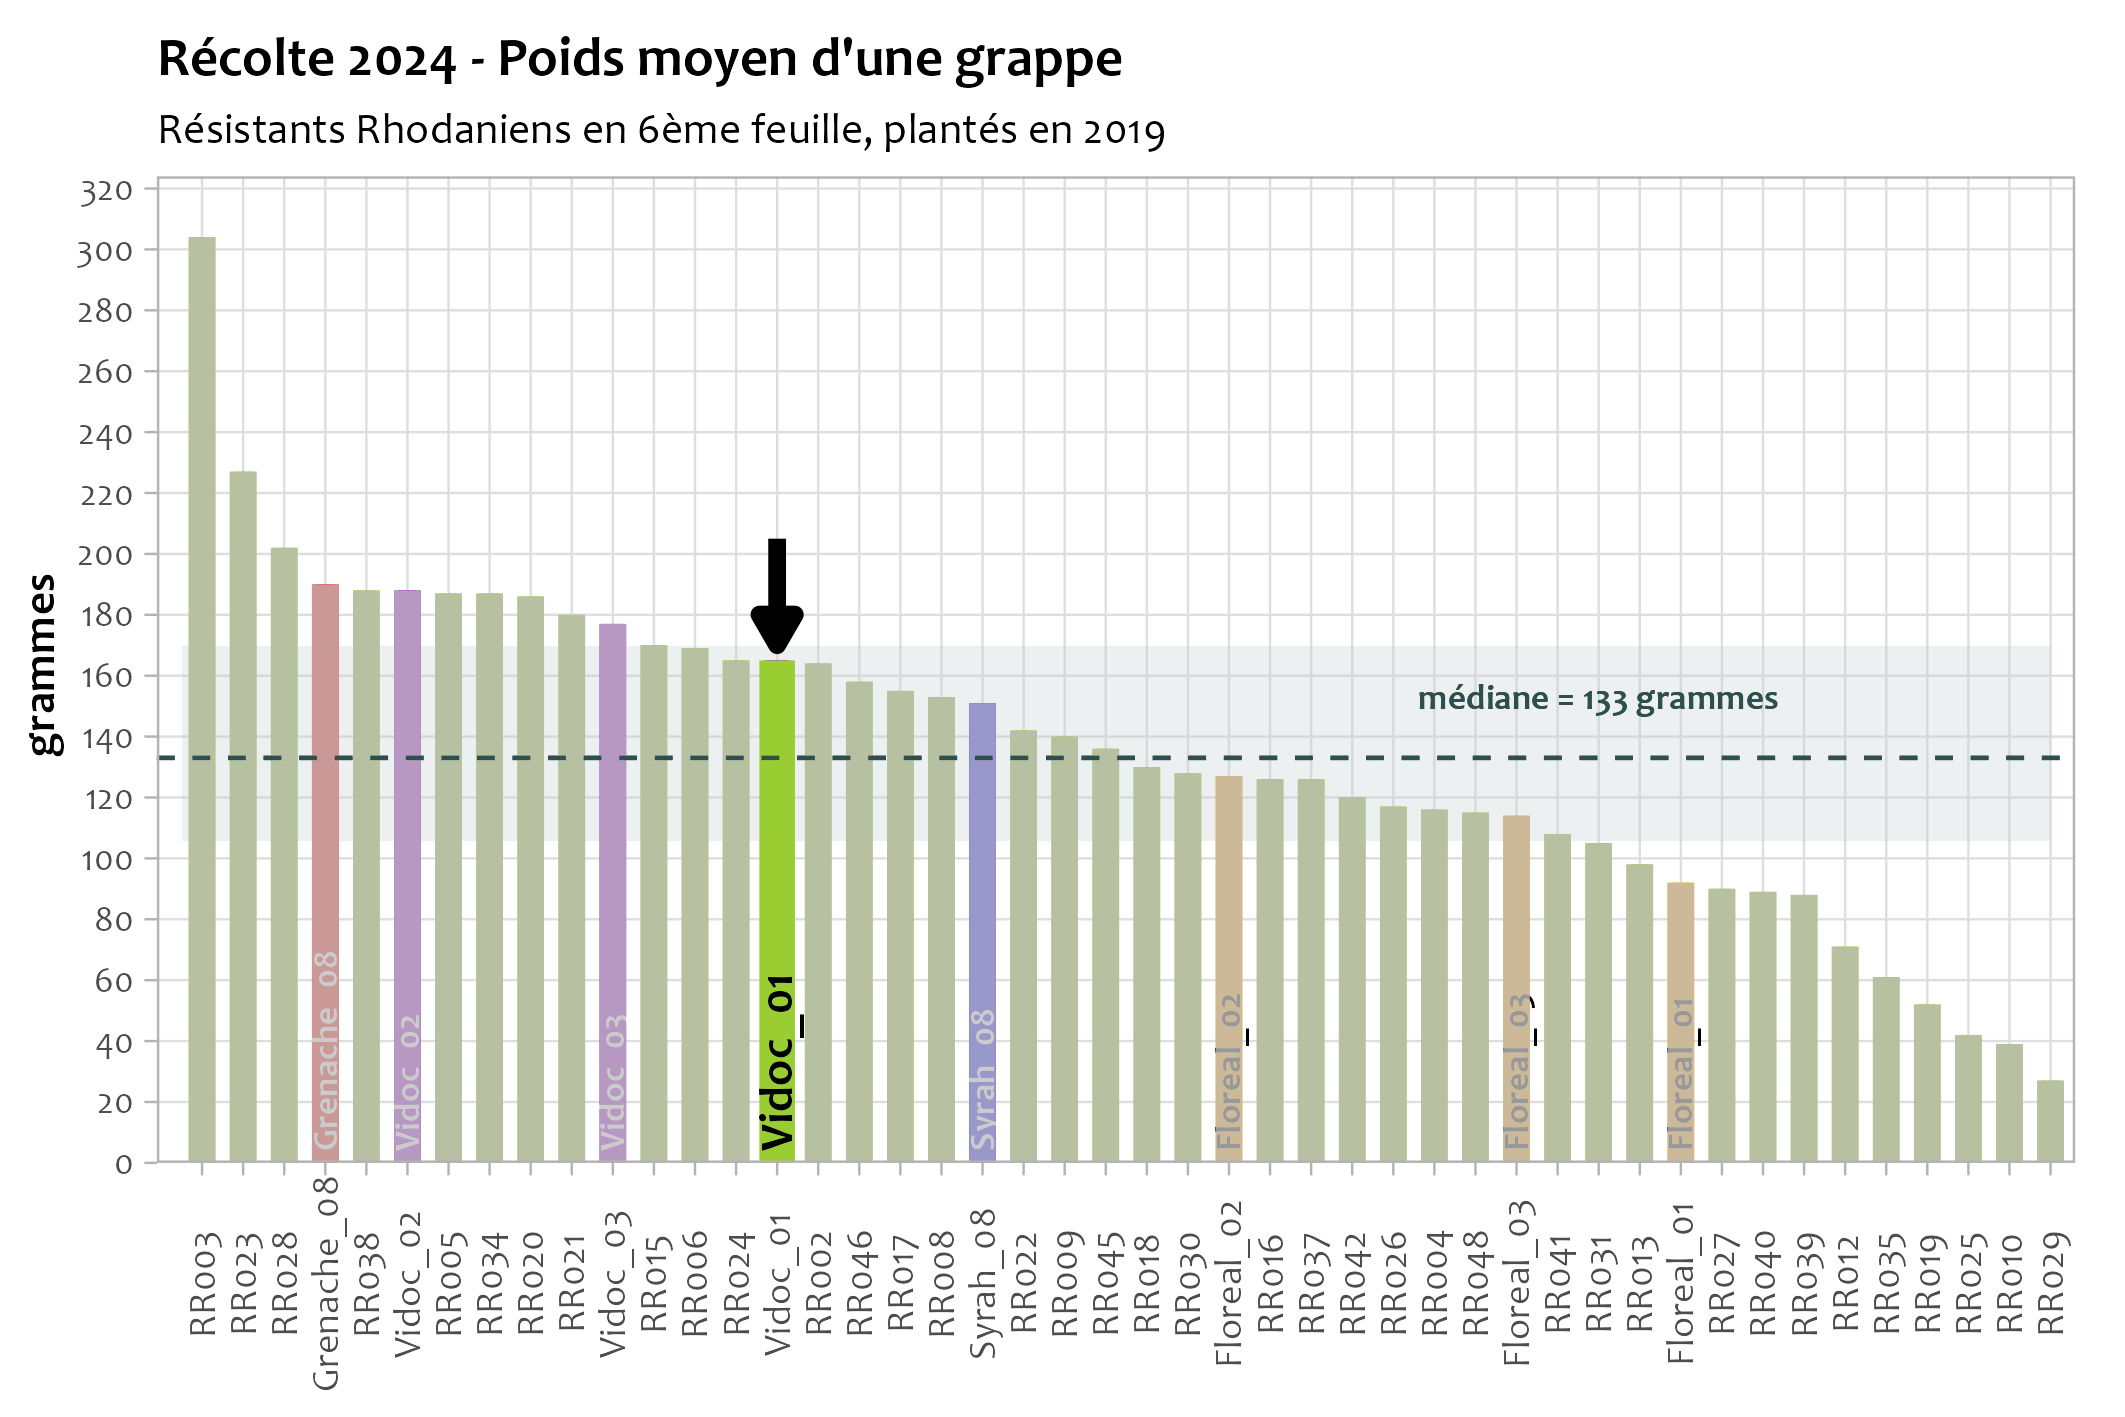 Récolte 2024 - Poids moyen d'une grappe
Résistants Rhodaniens en 6ème feuille, plantés en 2019
grammes
320
300
280
260
240
220
200
180
160
140
120
100
80
60
40
20
0
médiane = 133 grammes
Grenache_08
Vidoc_02
Vidoc_03
Vidoc_01
Syrah_08
Floreal_02
Floreal_03
Floreal_01
RR003
RR023
RR028
Grenache_08
RR038
Vidoc_02
RR005
RR034
RR020
RR021
Vidoc_03
RR015
RR006
RR024
Vidoc_01
RR002
RR046
RR017
RR008
Syrah_08
RR022
RR009
RR045
RR018
RR030
Floreal_02
RR016
RR037
RR042
RR026
RR004
RR048
Floreal_03
RR041
RR031
RR013
Floreal_01
RR027
RR040
RR039
RR012
RR035
RR019
RR025
RR010
RR029